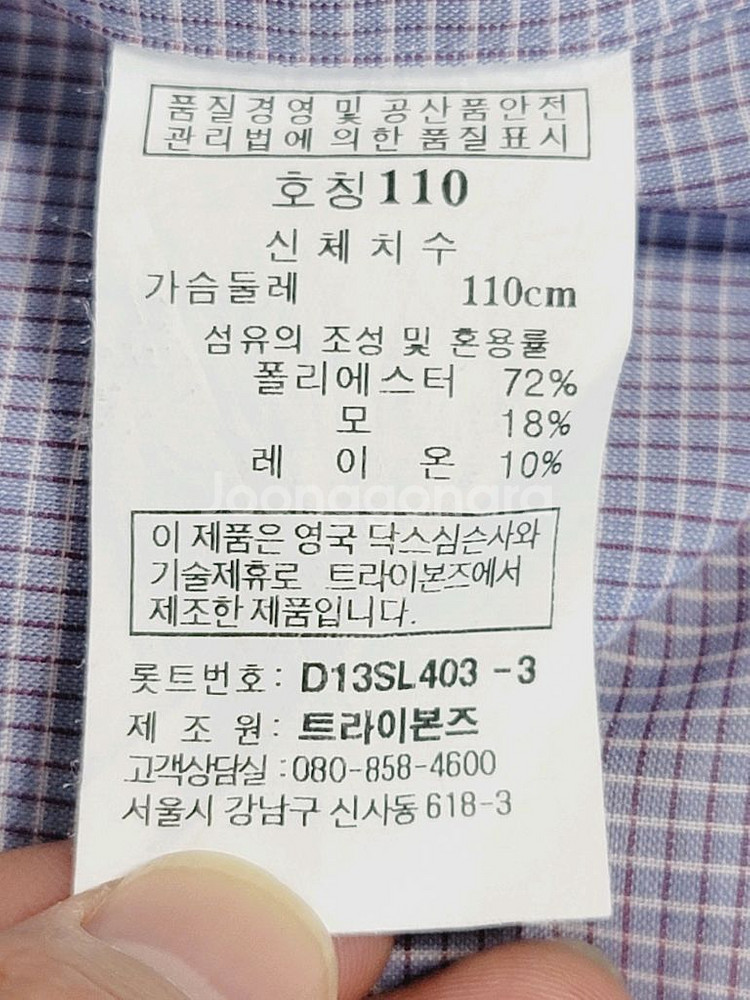 품질경영 및 공산품안전
관리법에 의한 품질표시
호칭110
신체치수
가슴둘레 110cm
섬유의 조성 및 혼용률
폴리에스터 72%
모 18%
레이온 10%
Joonggonara
이 제품은 영국 닥스심슨사와
기술제휴로 트라이본즈에서
제조한 제품입니다.
롯트번호: D13SL403 -3
제조원: 트라이본즈
고객상담실 :080-858-4600
서울시 강남구 신사동 618-3